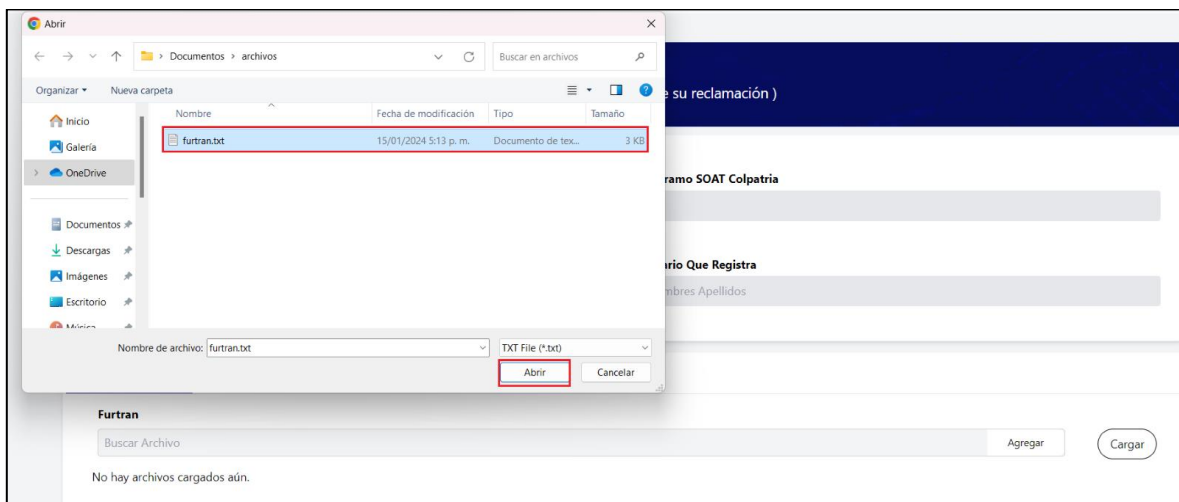 Abrir
Documentos > archivos
Buscar en archivos
Organizar
Nueva carpeta
su reclamación )
Nombre
Fecha de modificación
Tipo
Tamaño
Inicio
furtran.txt
15/01/2024 5:13 p. m.
Documento de tex...
3 KB
Galería
OneDrive
ramo SOAT Colpatria
Documentos
Descargas
Imágenes
Que Registra
Apellidos
Escritorio
Nombre de archivo: furtran.txt
TXT File (*.txt)
Abrir
Cancelar
Furtran
Buscar Archivo
Agregar
Cargar
No hay archivos cargados aún.